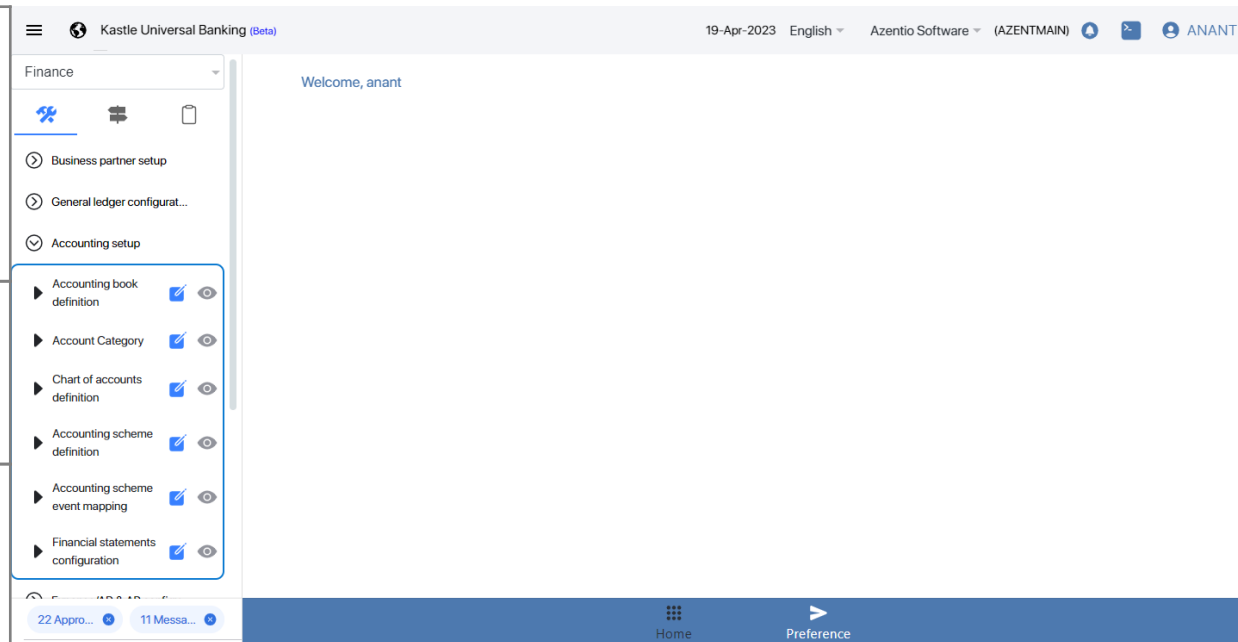 Kastle Universal Banking (Beta)
19-Apr-2023 English Azentio Software (AZENTMAIN) ANANT
Finance
Welcome, anant
Business partner setup
General ledger configurat...
Accounting setup
Accounting book
definition
Account Category
Chart of accounts
definition
Accounting scheme
definition
Accounting scheme
event mapping
Financial statements
configuration
22 Appro... 11 Messa...
Home Preference